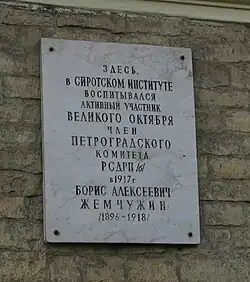 ЗДЕСЬ,
В СИРОТСКОМ ИНСТИТУТЕ
ВОСПИТЫВАЛСЯ
АКТИВНЫЙ УЧАСТНИК
ВЕЛИКОГО ОКТЯБРЯ
ЧЛЕН
ПЕТРОГРАДСКОГО
КОМИТЕТА
РСДРП/б/
в 1917 г
БОРИС АЛЕКСЕЕВИЧ
ЖЕМЧУЖИН
/1896-1918/